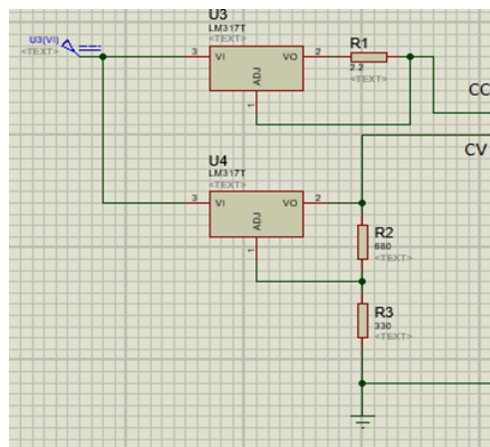 U3
LM317T
<TEXT>
U3(VI)
<TEXT>
3
VI
VO
2
ADJ
1
R1
2.2
<TEXT>
CC
CV
U4
LM317T
<TEXT>
3
VI
VO
2
ADJ
1
R2
680
<TEXT>
R3
330
<TEXT>